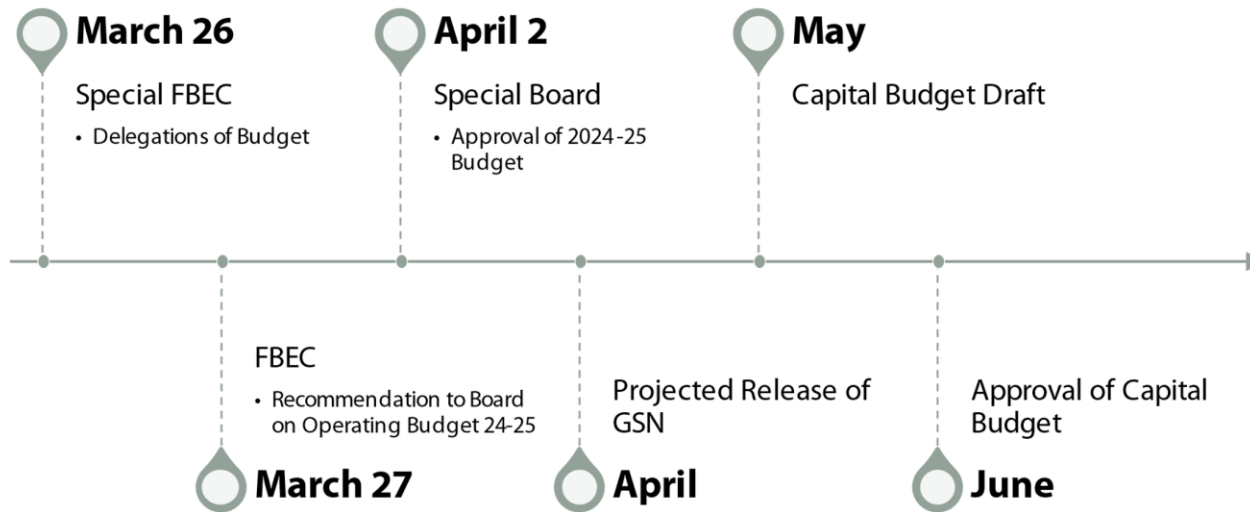 March 26
Special FBEC
• Delegations of Budget
April 2
Special Board
• Approval of 2024-25
Budget
May
Capital Budget Draft
FBEC
• Recommendation to Board
on Operating Budget 24-25
March 27
Projected Release of
GSN
April
Approval of Capital
Budget
June